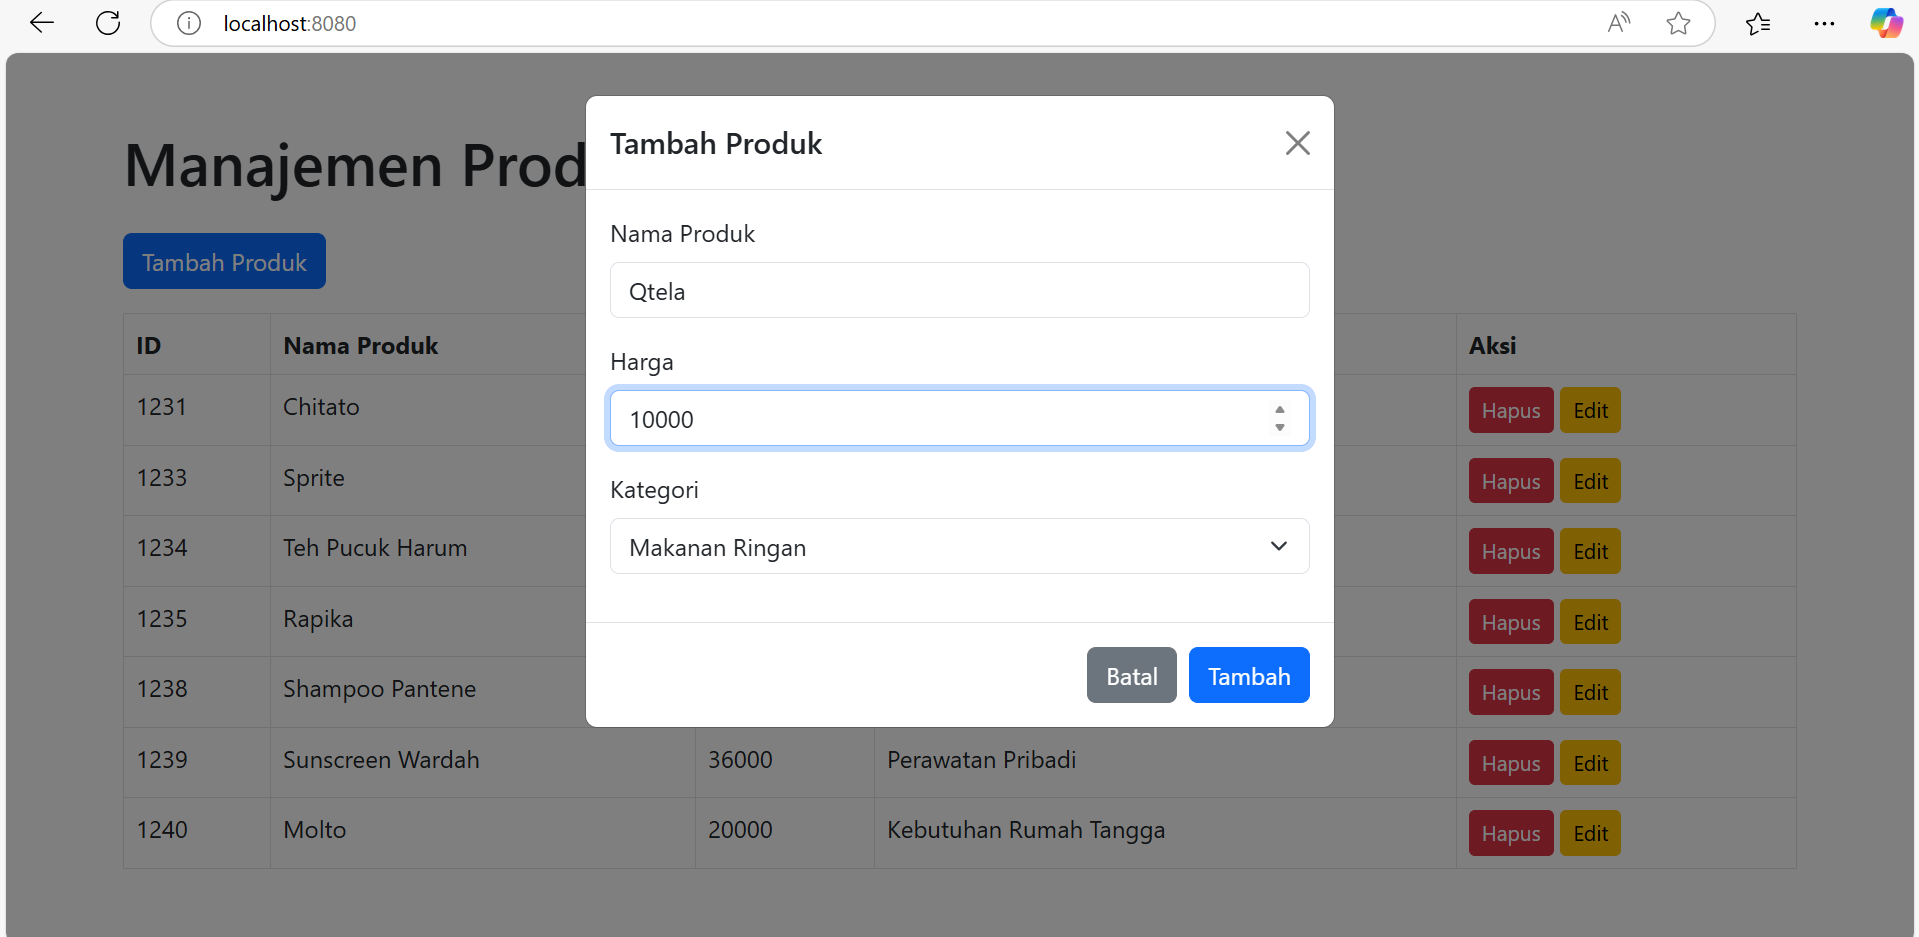 localhost:8080
Manajemen Prod
Tambah Produk
ID Nama Produk Aksi
1231 Chitato Hapus Edit
1233 Sprite Hapus Edit
1234 Teh Pucuk Harum Hapus Edit
1235 Rapika Hapus Edit
1238 Shampoo Pantene Hapus Edit
1239 Sunscreen Wardah 36000 Perawatan Pribadi Hapus Edit
1240 Molto 20000 Kebutuhan Rumah Tangga Hapus Edit
Tambah Produk
Nama Produk
Qtela
Harga
10000
Kategori
Makanan Ringan
Batal Tambah